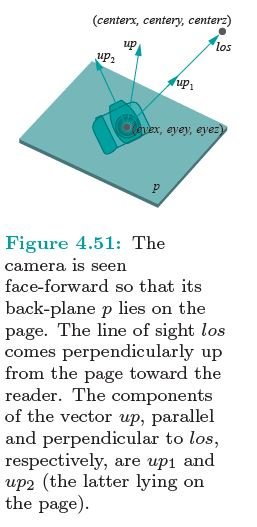 (centerx, centery, centerz)
los
up
up2
up1
(eyex, eyey, eyez)
p
Figure 4.51: The
camera is seen
face-forward so that its
back-plane p lies on the
page. The line of sight los
comes perpendicularly up
from the page toward the
reader. The components
of the vector up, parallel
and perpendicular to los,
respectively, are up1 and
up2 (the latter lying on
the page).